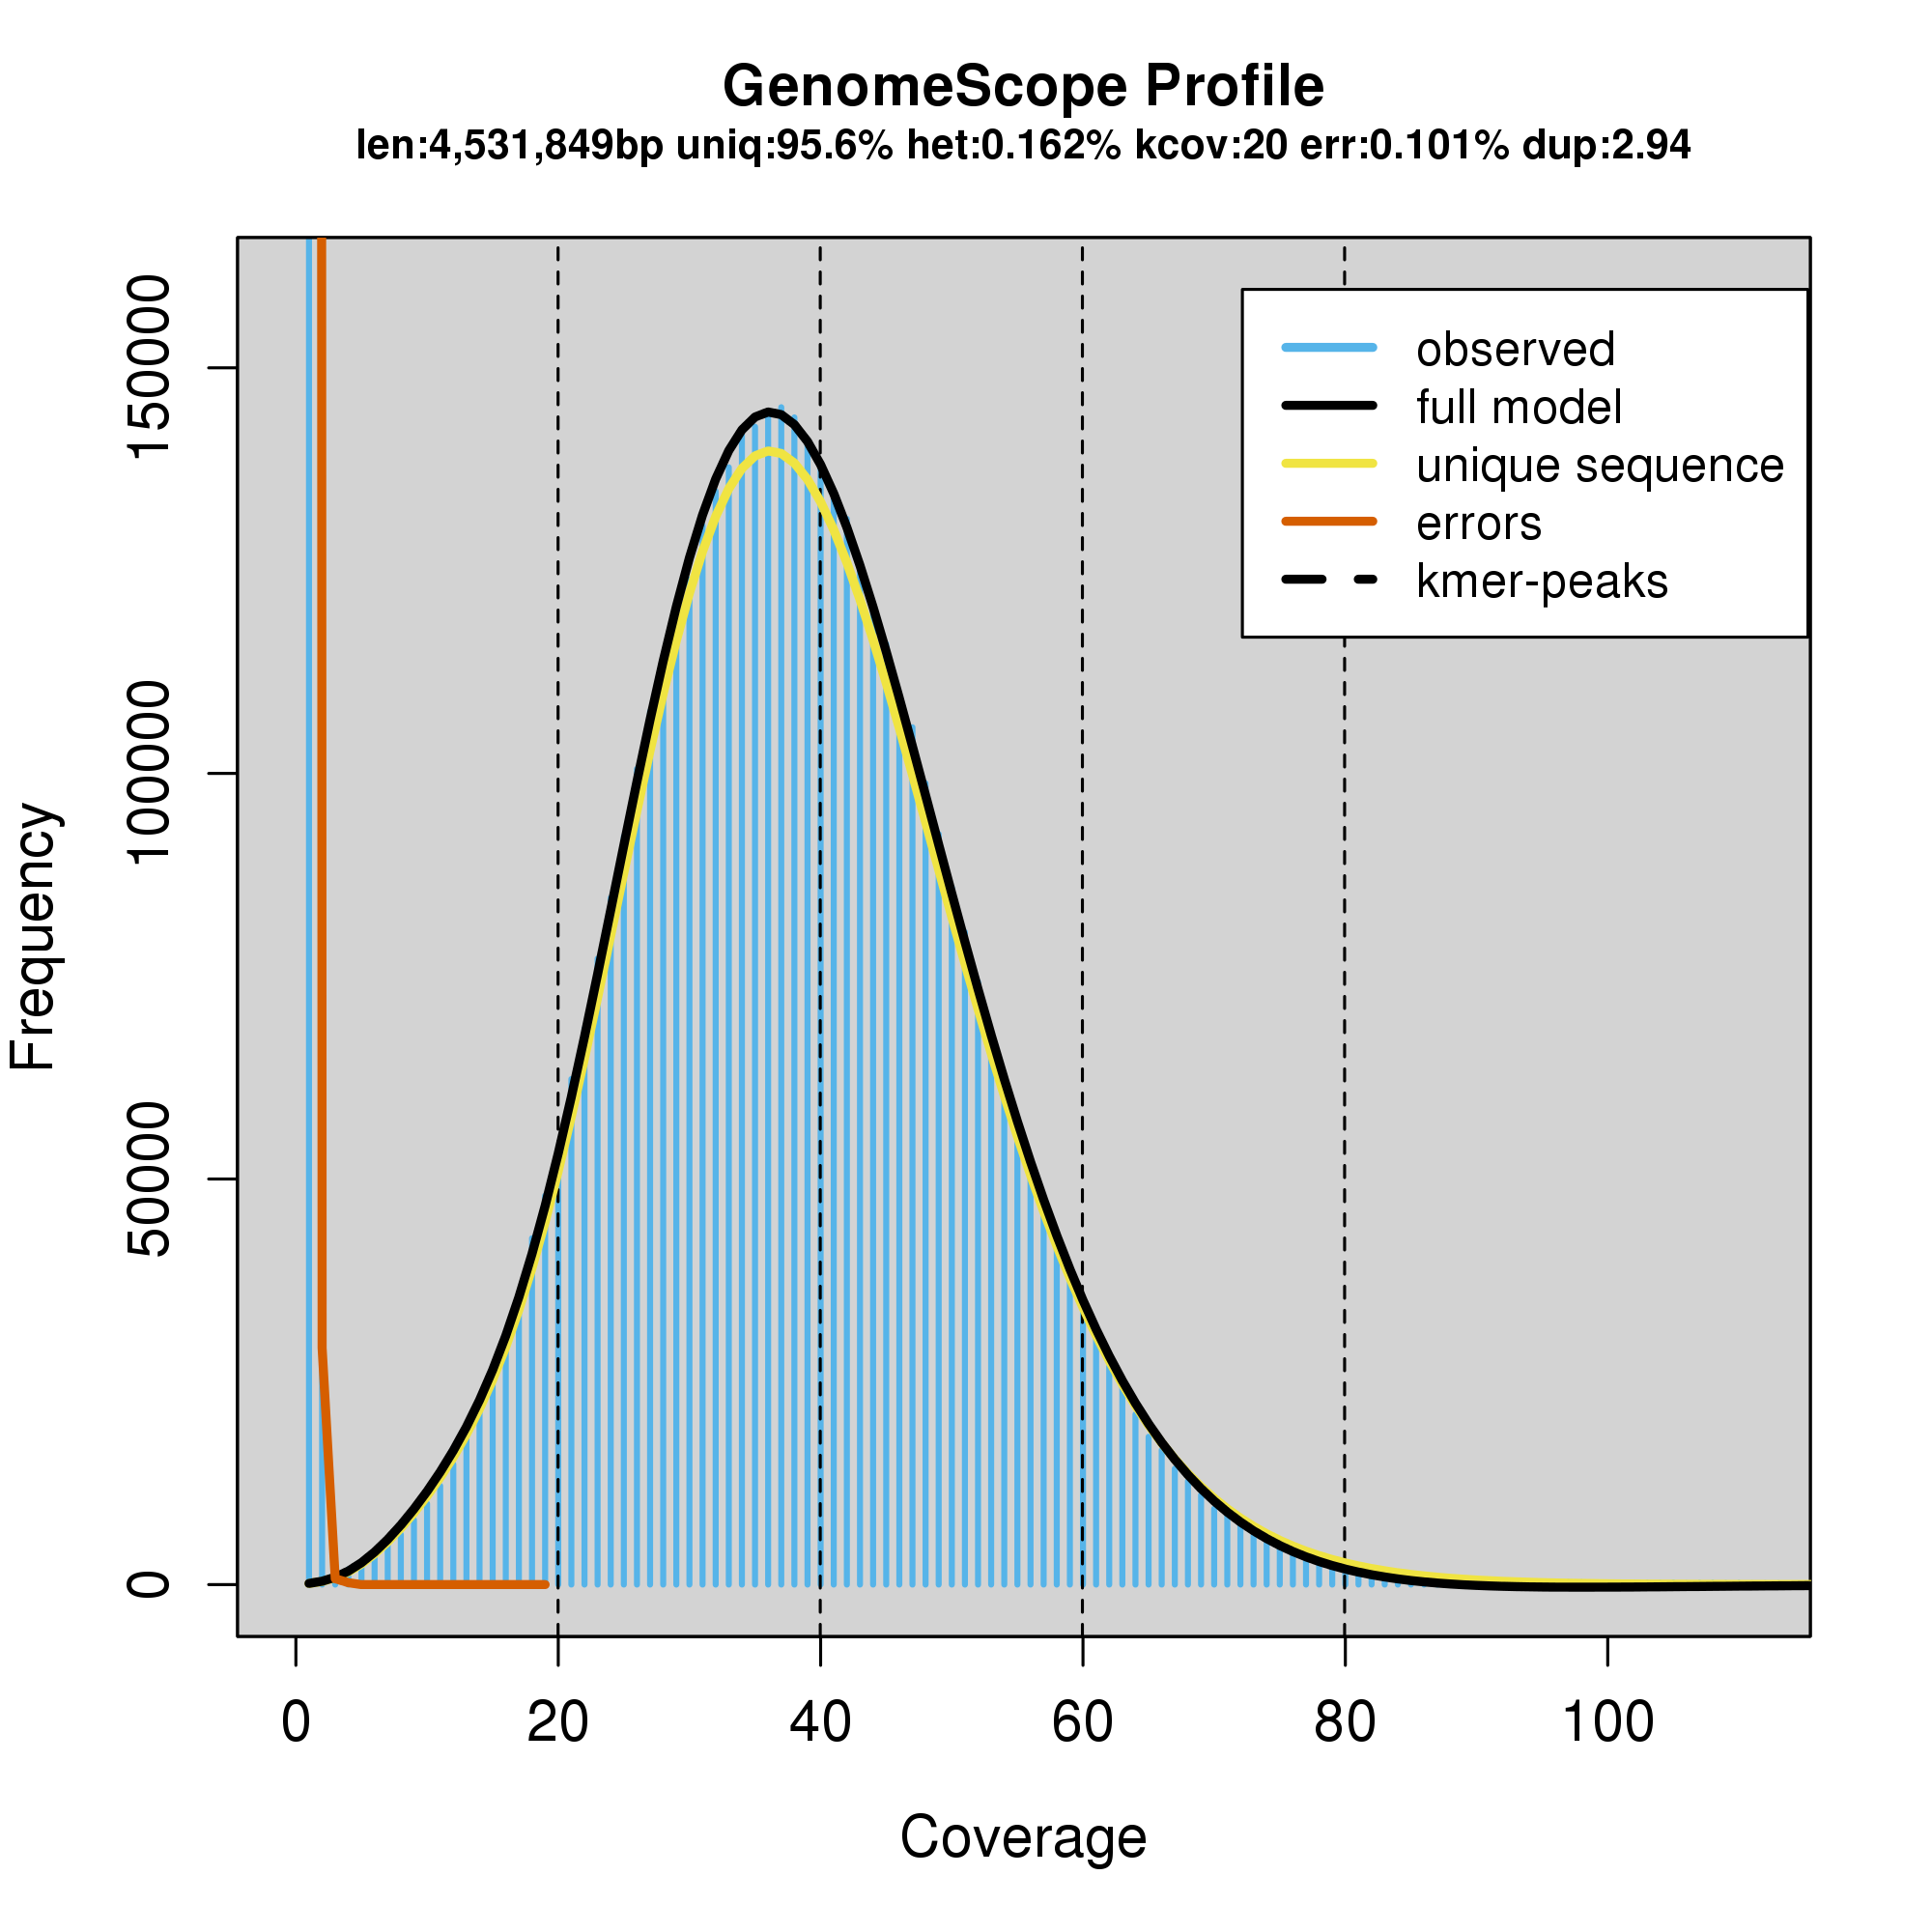 GenomeScope Profile
len:4,531,849bp uniq:95.6% het:0.162% kcov:20 err:0.101% dup:2.94
observed
full model
unique sequence
errors
kmer-peaks
Frequency
150000
100000
50000
0
0 20 40 60 80 100
Coverage